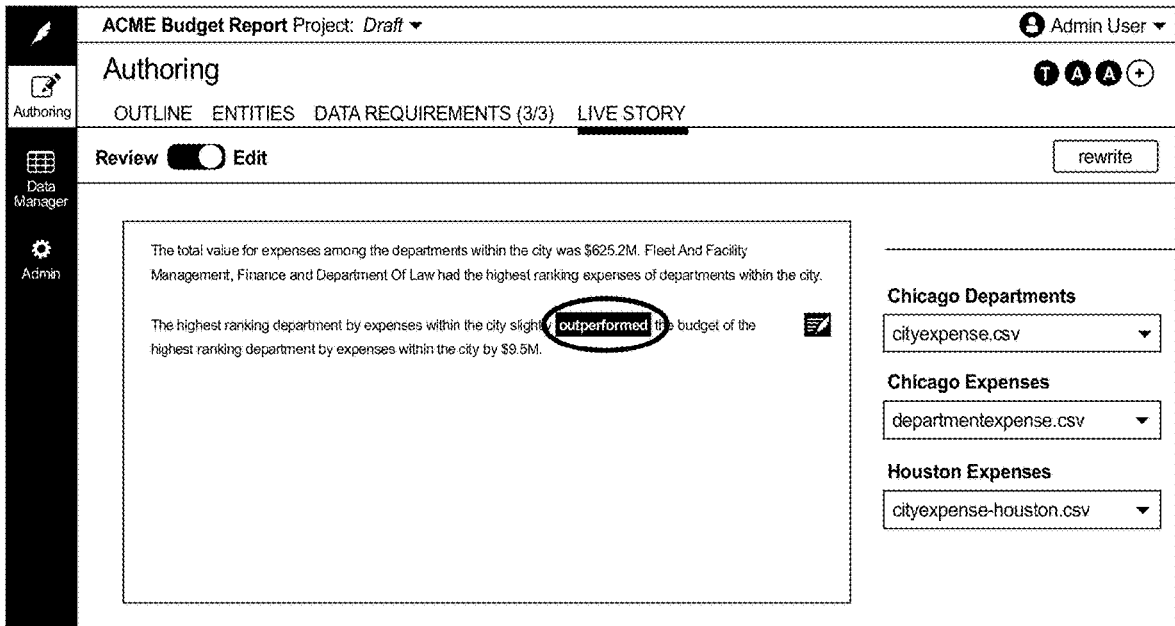 ACME Budget Report Project: Draft
Admin User
Authoring
T A A +
Authoring
OUTLINE ENTITIES DATA REQUIREMENTS (3/3) LIVE STORY
Review Edit
rewrite
Data
Manager
Admin
The total value for expenses among the departments within the city was $625.2M. Fleet And Facility
Management, Finance and Department Of Law had the highest ranking expenses of departments within the city.
The highest ranking department by expenses within the city slightly outperformed the budget of the
highest ranking department by expenses within the city by $9.5M.
Chicago Departments
cityexpense.csv
Chicago Expenses
departmentexpense.csv
Houston Expenses
cityexpense-houston.csv